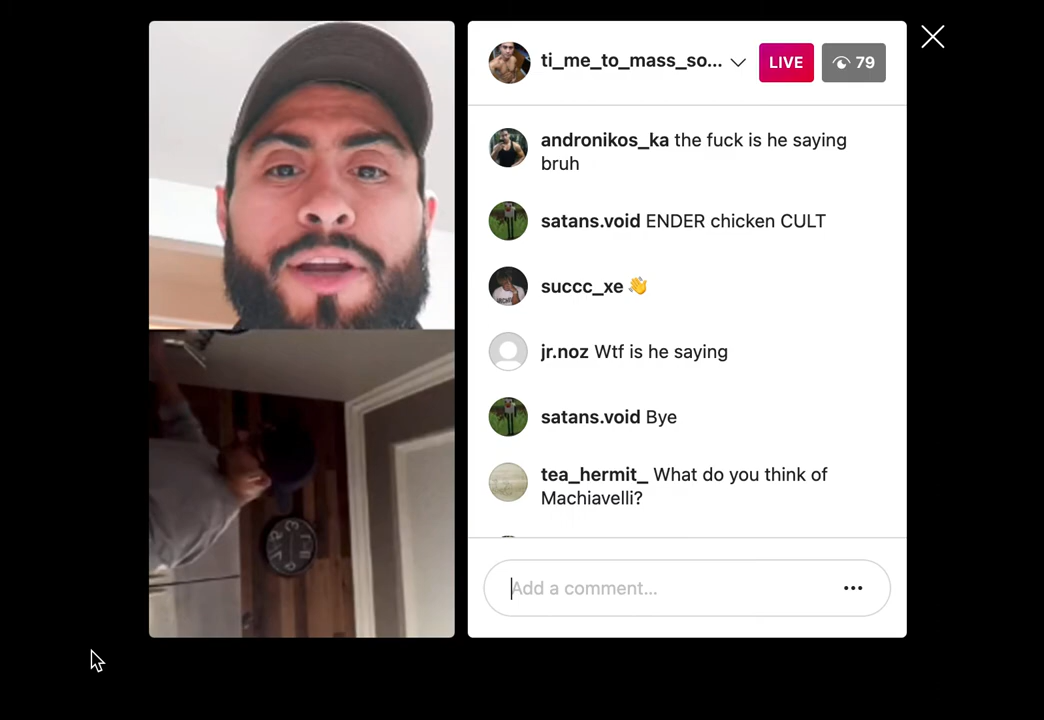 ti_me_to_mass_so...
LIVE
79
andronikos_ka the fuck is he saying
bruh
satans.void ENDER chicken CULT
succc_xe 👋
jr.noz Wtf is he saying
satans.void Bye
tea_hermit_ What do you think of
Machiavelli?
Add a comment...